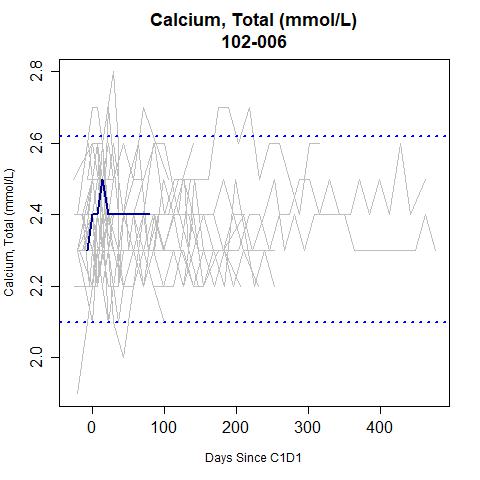 Calcium, Total (mmol/L)
102-006
Calcium, Total (mmol/L)
2.8
2.6
2.4
2.2
2.0
0 100 200 300 400
Days Since C1D1